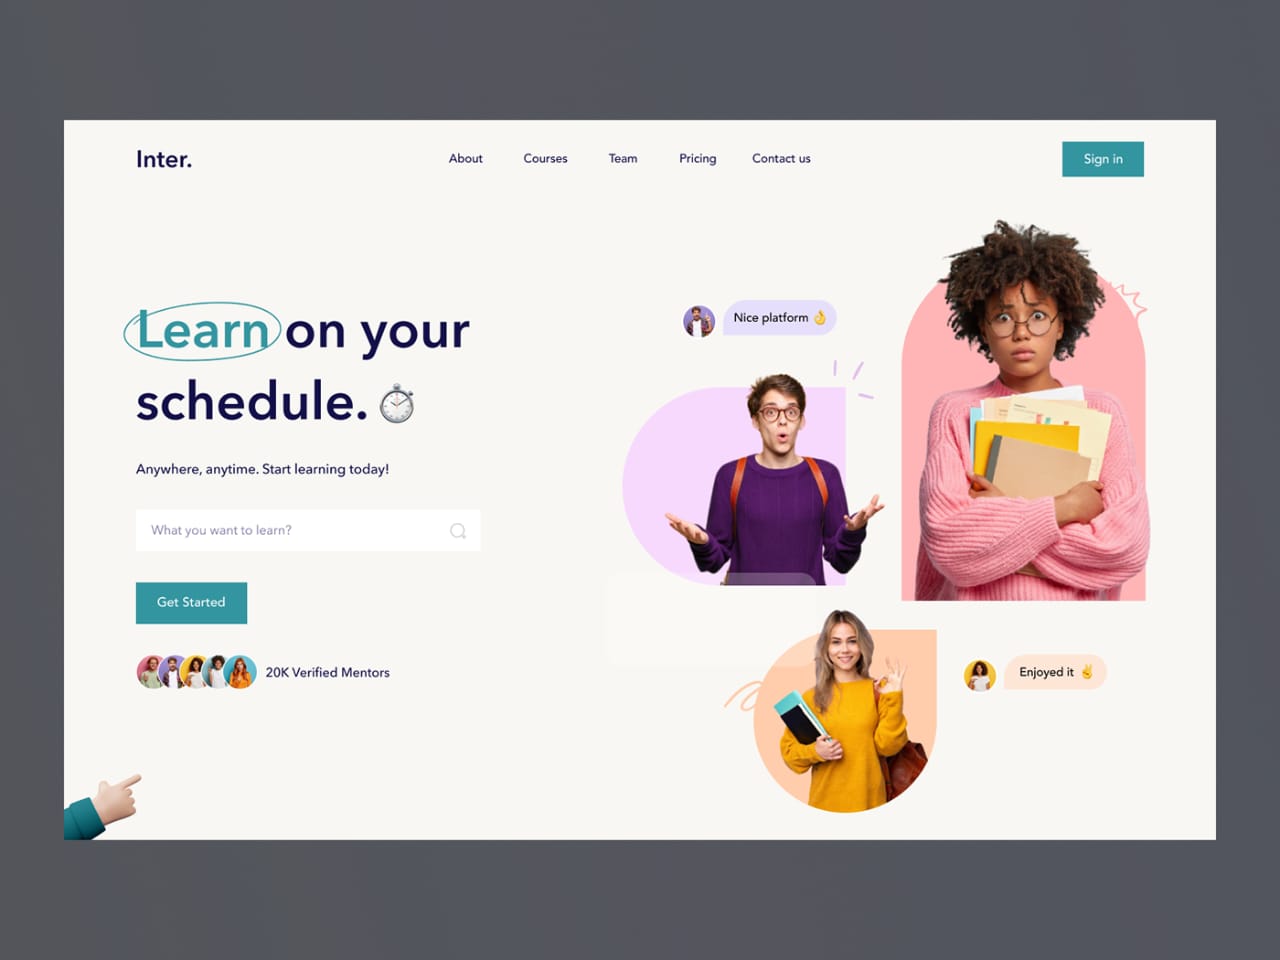 Inter.
About
Courses
Team
Pricing
Contact us
Sign in
Learn on your
schedule.
Anywhere, anytime. Start learning today!
What you want to learn?
Get Started
20K Verified Mentors
Nice platform 👌
Enjoyed it ✌️